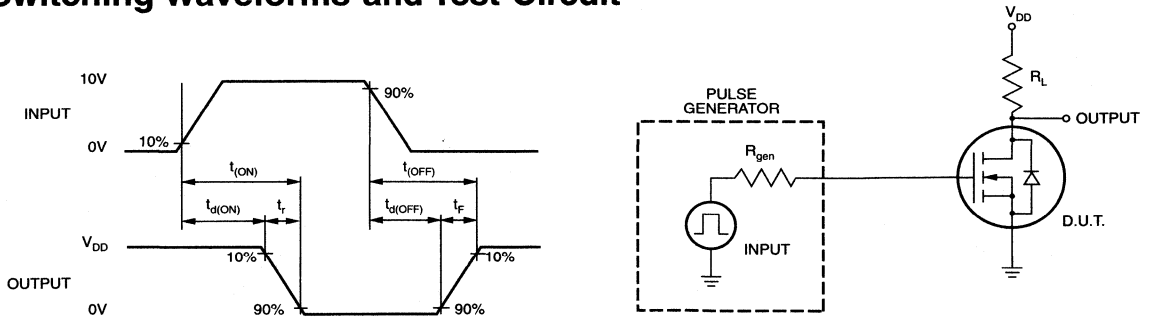 Switching Waveforms and Test Circuit
10V
INPUT
0V
10%
90%
t(ON)
t(OFF)
td(ON)
tr
td(OFF)
tF
VDD
OUTPUT
0V
10%
90%
10%
90%
VDD
RL
PULSE
GENERATOR
OUTPUT
Rgen
INPUT
D.U.T.